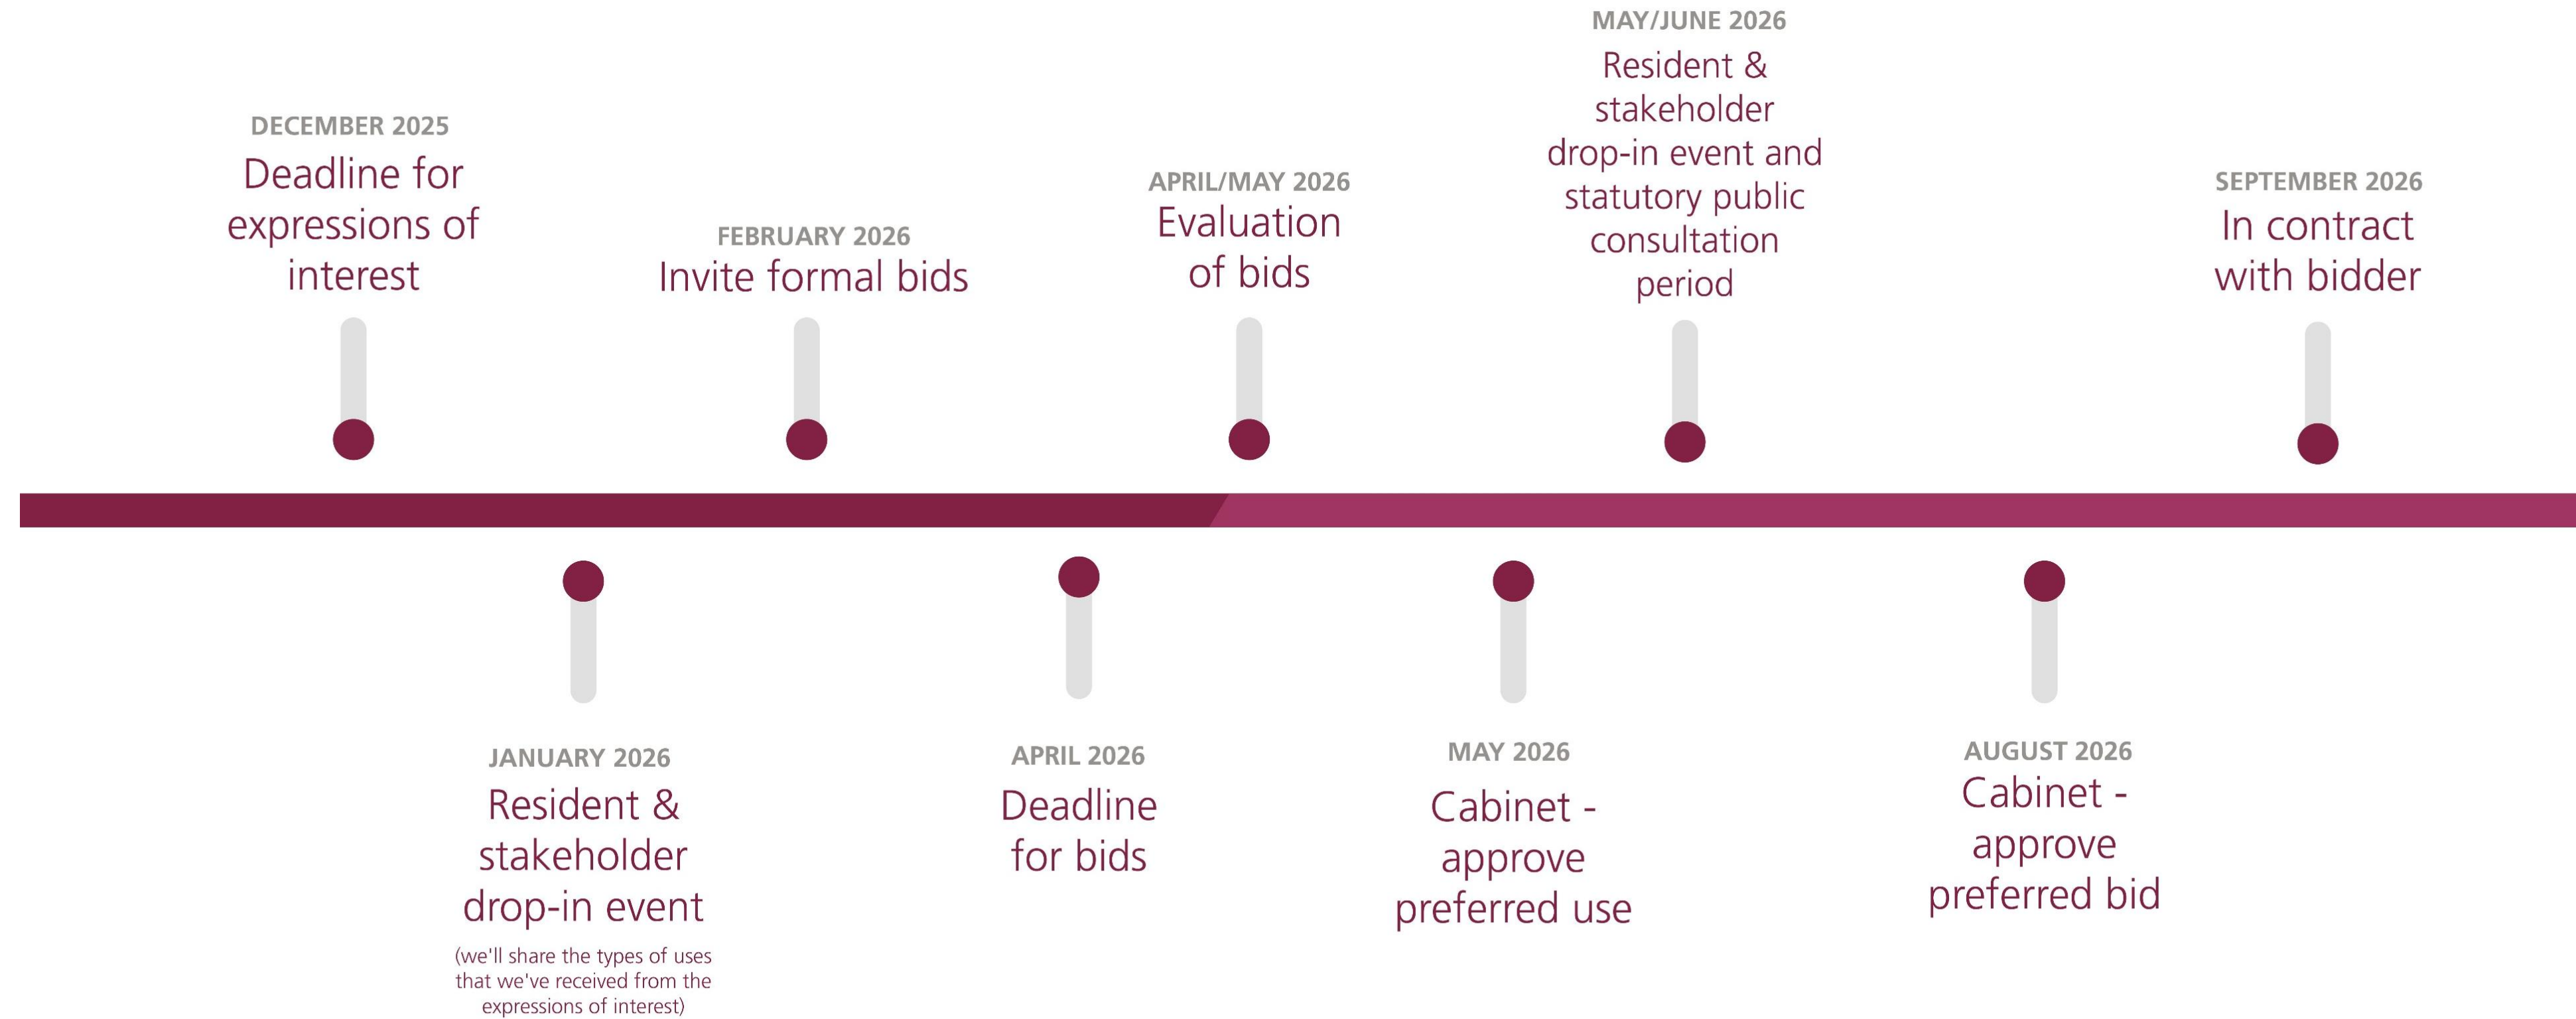 DECEMBER 2025
Deadline for
expressions of
interest
JANUARY 2026
Resident &
stakeholder
drop-in event
(we'll share the types of uses
that we've received from the
expressions of interest)
FEBRUARY 2026
Invite formal bids
APRIL 2026
Deadline
for bids
APRIL/MAY 2026
Evaluation
of bids
MAY 2026
Cabinet -
approve
preferred use
MAY/JUNE 2026
Resident &
stakeholder
drop-in event and
statutory public
consultation
period
AUGUST 2026
Cabinet -
approve
preferred bid
SEPTEMBER 2026
In contract
with bidder